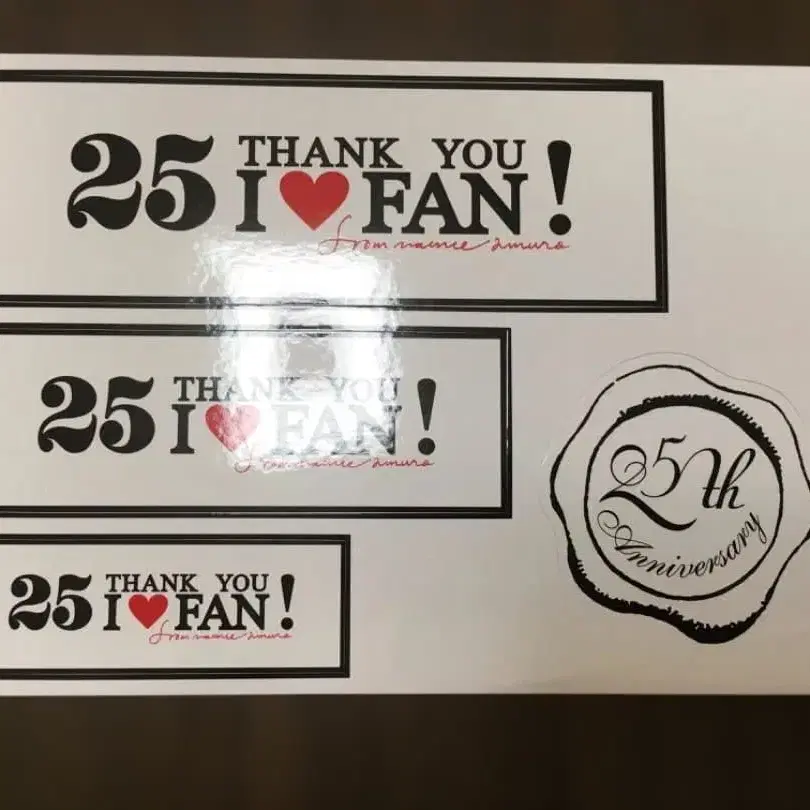 25 THANK YOU
I ❤ FAN!
from namie amuro
25 THANK YOU
I ❤ FAN!
from namie amuro
25 THANK YOU
I ❤ FAN!
from namie amuro
25th
Anniversary